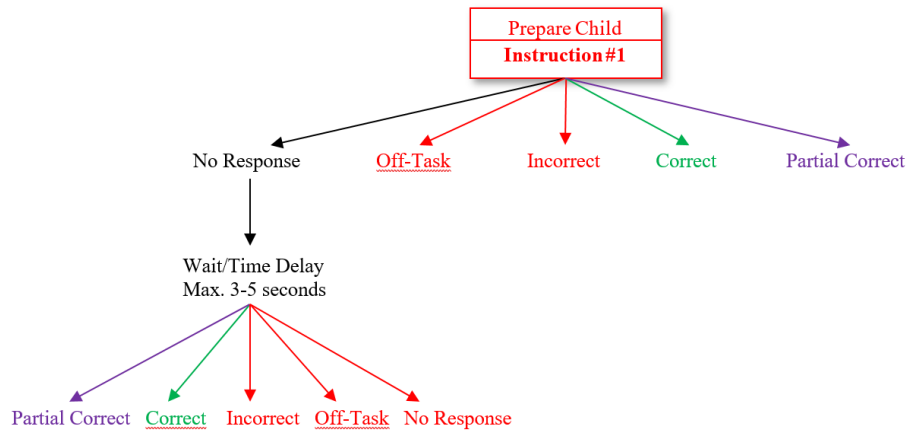 Prepare Child
Instruction #1
No Response Off-Task Incorrect Correct Partial Correct
Wait/Time Delay
Max. 3-5 seconds
Partial Correct Correct Incorrect Off-Task No Response